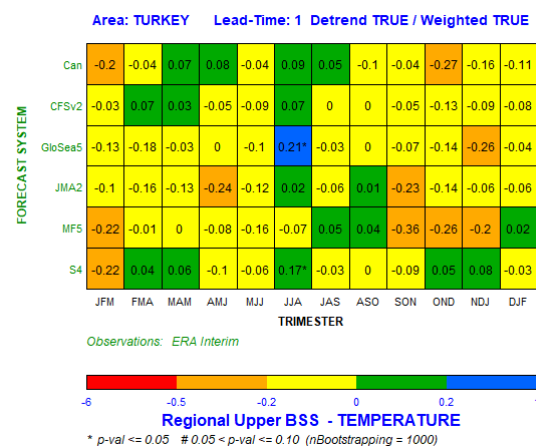 Area: TURKEY Lead-Time: 1 Detrend TRUE / Weighted TRUE
FORECAST SYSTEM
Can -0.2 -0.04 0.07 0.08 -0.04 0.09 0.05 -0.1 -0.04 -0.27 -0.16 -0.11
CFSv2 -0.03 0.07 0.03 -0.05 -0.09 0.07 0 0 -0.05 -0.13 -0.09 -0.08
GloSea5 -0.13 -0.18 -0.03 0 -0.1 0.21* -0.03 0 -0.07 -0.14 -0.26 -0.04
JMA2 -0.1 -0.16 -0.13 -0.24 -0.12 0.02 -0.06 0.01 -0.23 -0.14 -0.06 -0.06
MF5 -0.22 -0.01 0 -0.08 -0.16 -0.07 0.05 0.04 -0.36 -0.26 -0.2 0.02
S4 -0.22 0.04 0.06 -0.1 -0.06 0.17* -0.03 0 -0.09 0.05 0.08 -0.03
JFM FMA MAM AMJ MJJ JJA JAS ASO SON OND NDJ DJF
TRIMESTER
Observations: ERA Interim
-6 -0.5 -0.2 0 0.2
Regional Upper BSS - TEMPERATURE
* p-val <= 0.05 # 0.05 < p-val <= 0.10 (nBootstrapping = 1000)